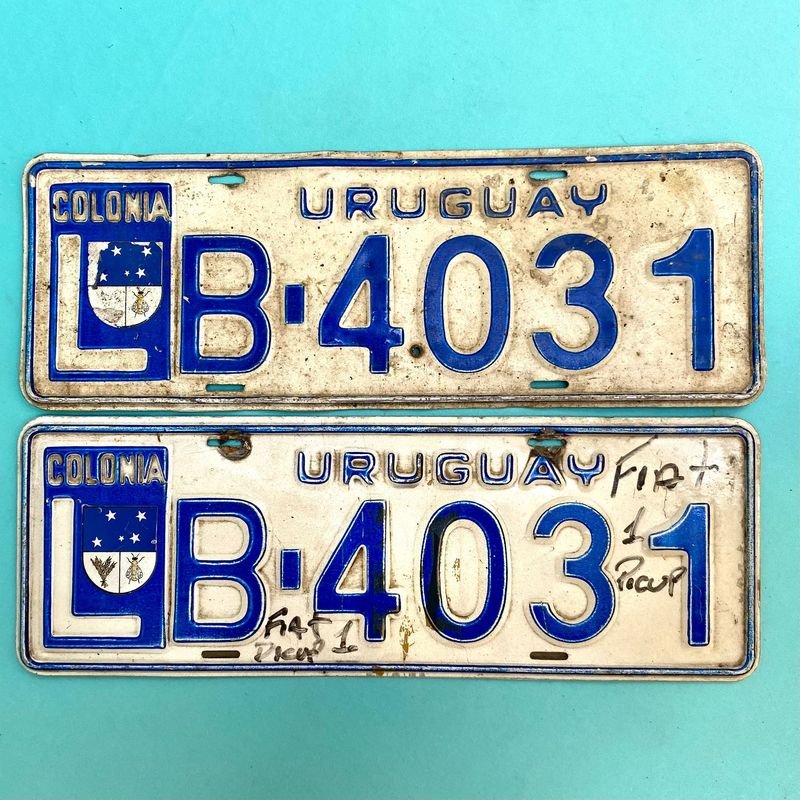 COLONIA URUGUAY
LB-4031
COLONIA URUGUAY FIAT
1
PICUP
LB-4031
FIAT 1
PICUP